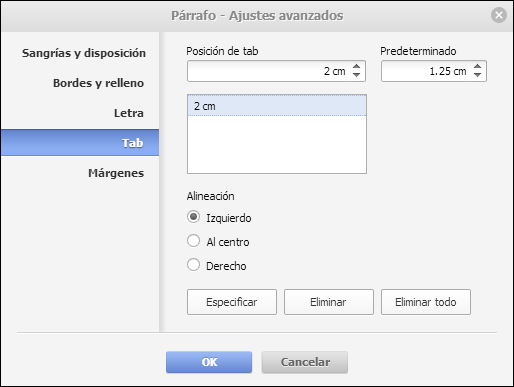 Párrafo - Ajustes avanzados
Sangrías y disposición
Bordes y relleno
Letra
Tab
Márgenes
Posición de tab
Predeterminado
2 cm
1.25 cm
2 cm
Alineación
Izquierdo
Al centro
Derecho
Especificar
Eliminar
Eliminar todo
OK
Cancelar